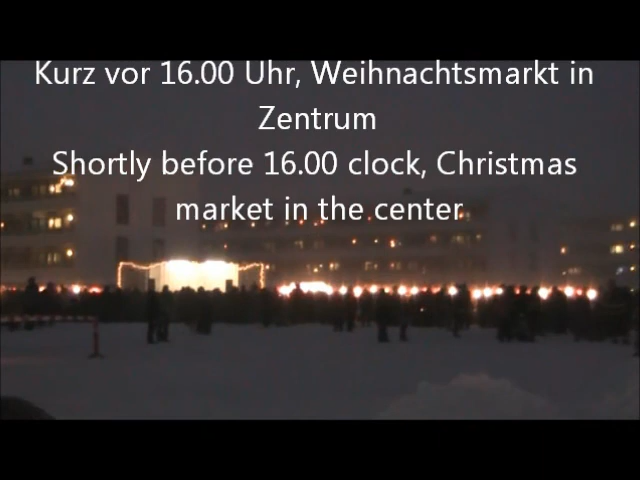 Kurz vor 16.00 Uhr, Weihnachtsmarkt in
Zentrum
Shortly before 16.00 clock, Christmas
market in the center